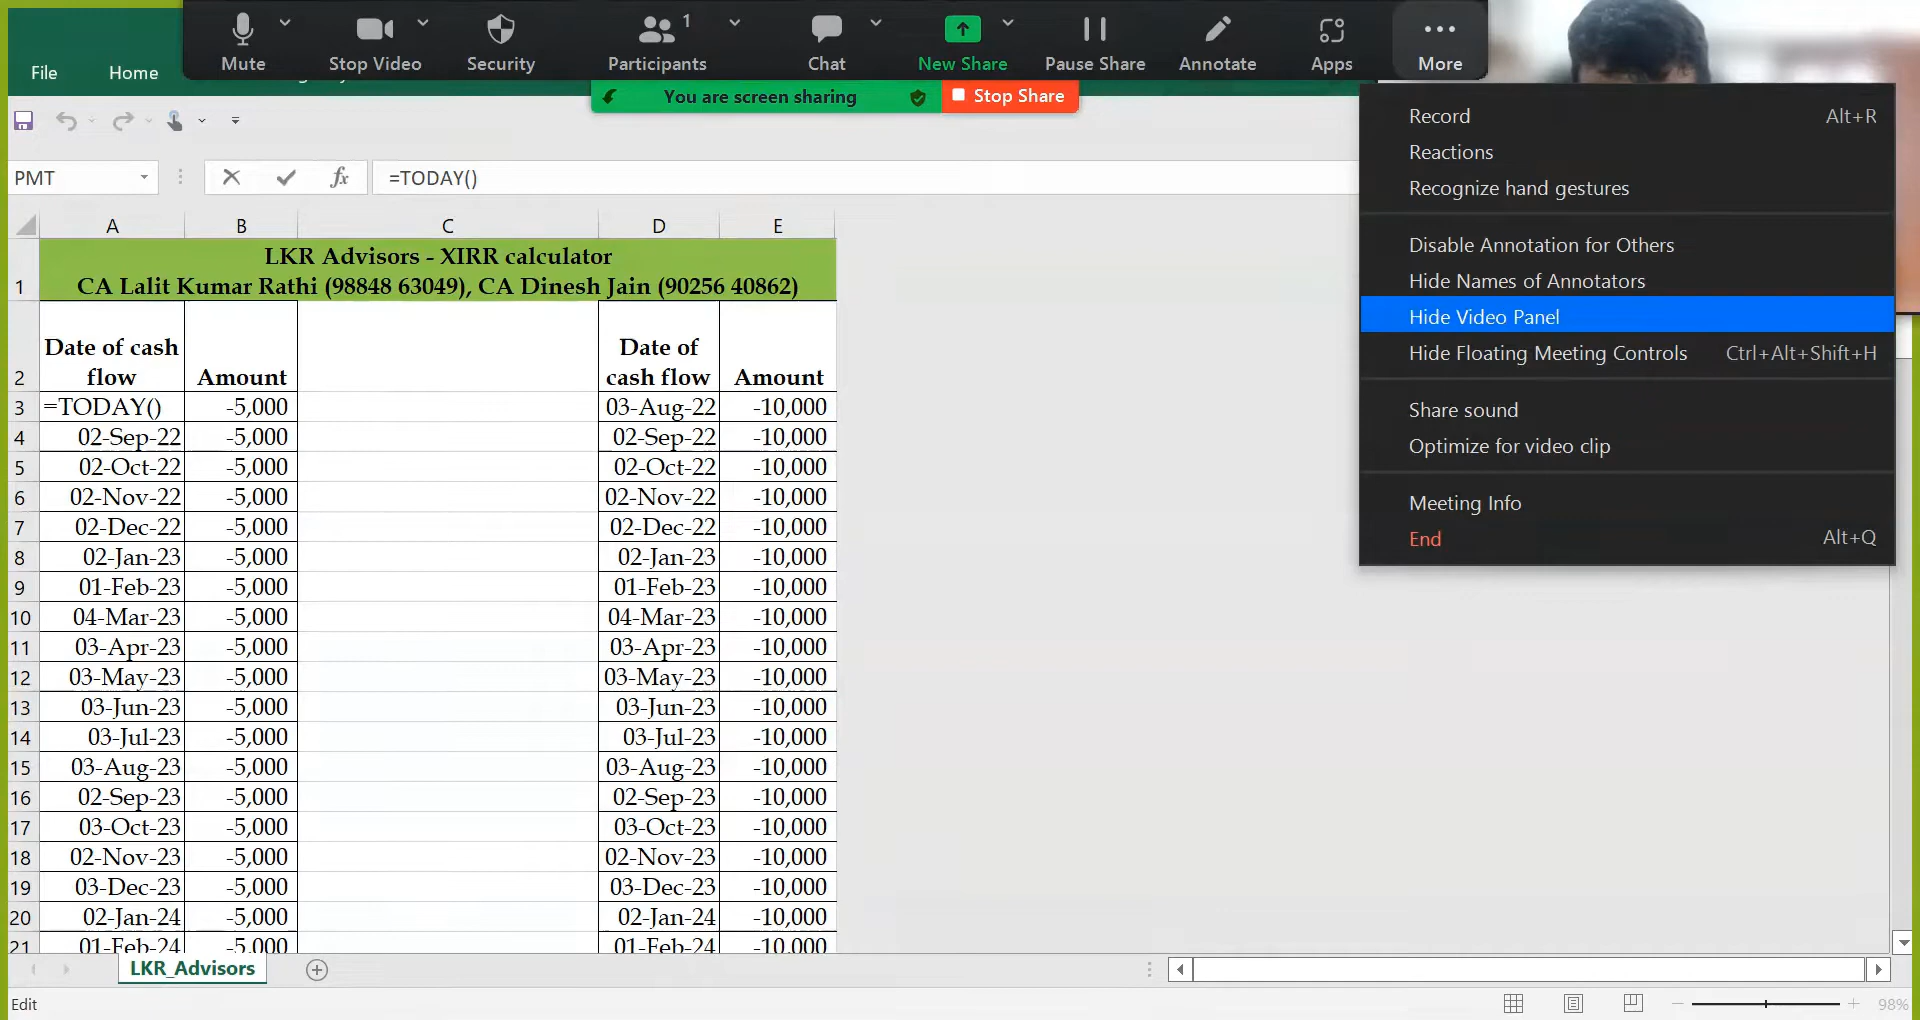 Mute
Stop Video
Security
Participants 1
Chat
New Share
Pause Share
Annotate
Apps
More
File
Home
You are screen sharing
Stop Share
Record Alt+R
Reactions
Recognize hand gestures
Disable Annotation for Others
Hide Names of Annotators
Hide Video Panel
Hide Floating Meeting Controls Ctrl+Alt+Shift+H
Share sound
Optimize for video clip
Meeting Info
End Alt+Q
PMT
fx
=TODAY()
A B C D E
1 LKR Advisors - XIRR calculator
CA Lalit Kumar Rathi (98848 63049), CA Dinesh Jain (90256 40862)
2 Date of cash flow Amount Date of cash flow Amount
3 =TODAY() -5,000 03-Aug-22 -10,000
4 02-Sep-22 -5,000 02-Sep-22 -10,000
5 02-Oct-22 -5,000 02-Oct-22 -10,000
6 02-Nov-22 -5,000 02-Nov-22 -10,000
7 02-Dec-22 -5,000 02-Dec-22 -10,000
8 02-Jan-23 -5,000 02-Jan-23 -10,000
9 01-Feb-23 -5,000 01-Feb-23 -10,000
10 04-Mar-23 -5,000 04-Mar-23 -10,000
11 03-Apr-23 -5,000 03-Apr-23 -10,000
12 03-May-23 -5,000 03-May-23 -10,000
13 03-Jun-23 -5,000 03-Jun-23 -10,000
14 03-Jul-23 -5,000 03-Jul-23 -10,000
15 03-Aug-23 -5,000 03-Aug-23 -10,000
16 02-Sep-23 -5,000 02-Sep-23 -10,000
17 03-Oct-23 -5,000 03-Oct-23 -10,000
18 02-Nov-23 -5,000 02-Nov-23 -10,000
19 03-Dec-23 -5,000 03-Dec-23 -10,000
20 02-Jan-24 -5,000 02-Jan-24 -10,000
21 01-Feb-24 -5,000 01-Feb-24 -10,000
LKR_Advisors
Edit
98%